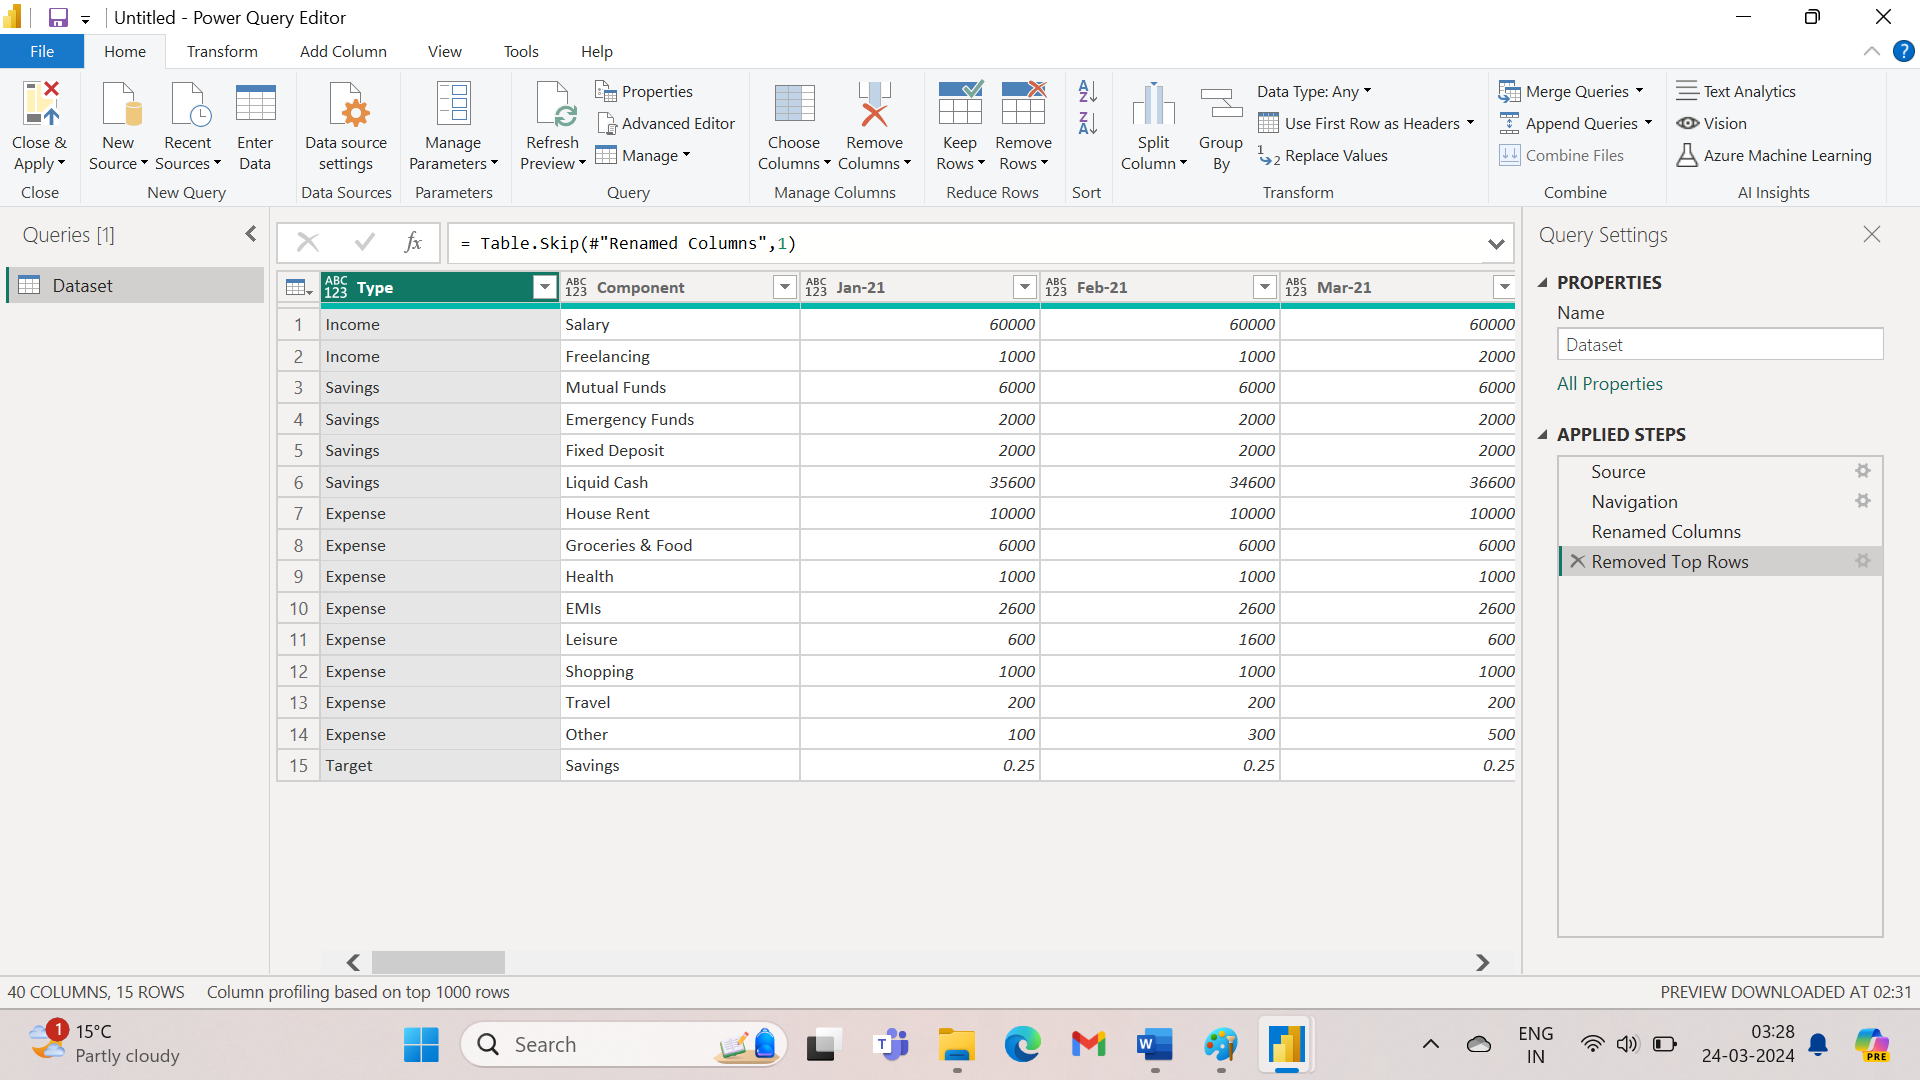 Untitled - Power Query Editor
File Home Transform Add Column View Tools Help
Close & Apply
New Source
Recent Sources
Enter Data
Data source settings
Manage Parameters
Refresh Preview
Properties
Advanced Editor
Manage
Choose Columns
Remove Columns
Keep Rows
Remove Rows
Split Column
Group By
Data Type: Any
Use First Row as Headers
Replace Values
Merge Queries
Append Queries
Combine Files
Text Analytics
Vision
Azure Machine Learning
Close New Query Data Sources Parameters Query Manage Columns Reduce Rows Sort Transform Combine AI Insights
Queries [1]
Dataset
fx = Table.Skip(#"Renamed Columns",1)
ABC 123 Type ABC 123 Component ABC 123 Jan-21 ABC 123 Feb-21 ABC 123 Mar-21
1 Income Salary 60000 60000 60000
2 Income Freelancing 1000 1000 2000
3 Savings Mutual Funds 6000 6000 6000
4 Savings Emergency Funds 2000 2000 2000
5 Savings Fixed Deposit 2000 2000 2000
6 Savings Liquid Cash 35600 34600 36600
7 Expense House Rent 10000 10000 10000
8 Expense Groceries & Food 6000 6000 6000
9 Expense Health 1000 1000 1000
10 Expense EMIs 2600 2600 2600
11 Expense Leisure 600 1600 600
12 Expense Shopping 1000 1000 1000
13 Expense Travel 200 200 200
14 Expense Other 100 300 500
15 Target Savings 0.25 0.25 0.25
Query Settings
PROPERTIES
Name
Dataset
All Properties
APPLIED STEPS
Source
Navigation
Renamed Columns
Removed Top Rows
40 COLUMNS, 15 ROWS Column profiling based on top 1000 rows PREVIEW DOWNLOADED AT 02:31
1
15°C
Partly cloudy
Search
ENG
IN
03:28
24-03-2024
PRE